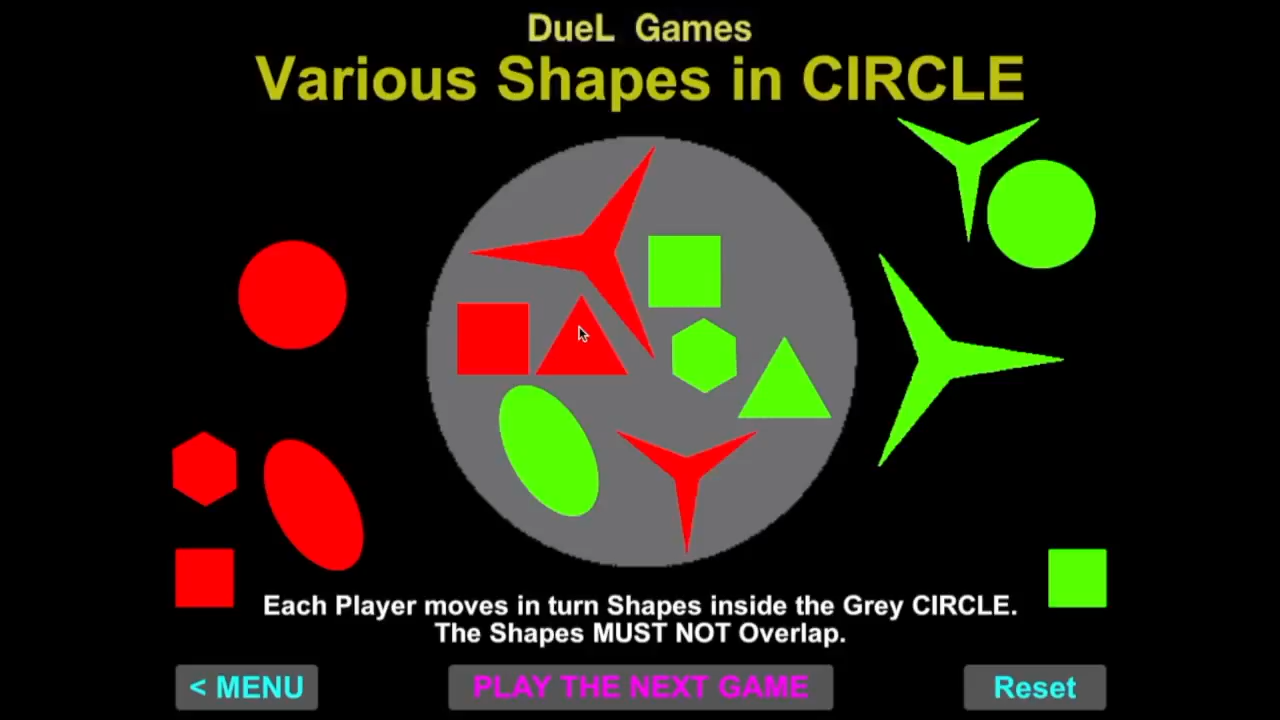 DueL Games
Various Shapes in CIRCLE
Each Player moves in turn Shapes inside the Grey CIRCLE.
The Shapes MUST NOT Overlap.
< MENU
PLAY THE NEXT GAME
Reset